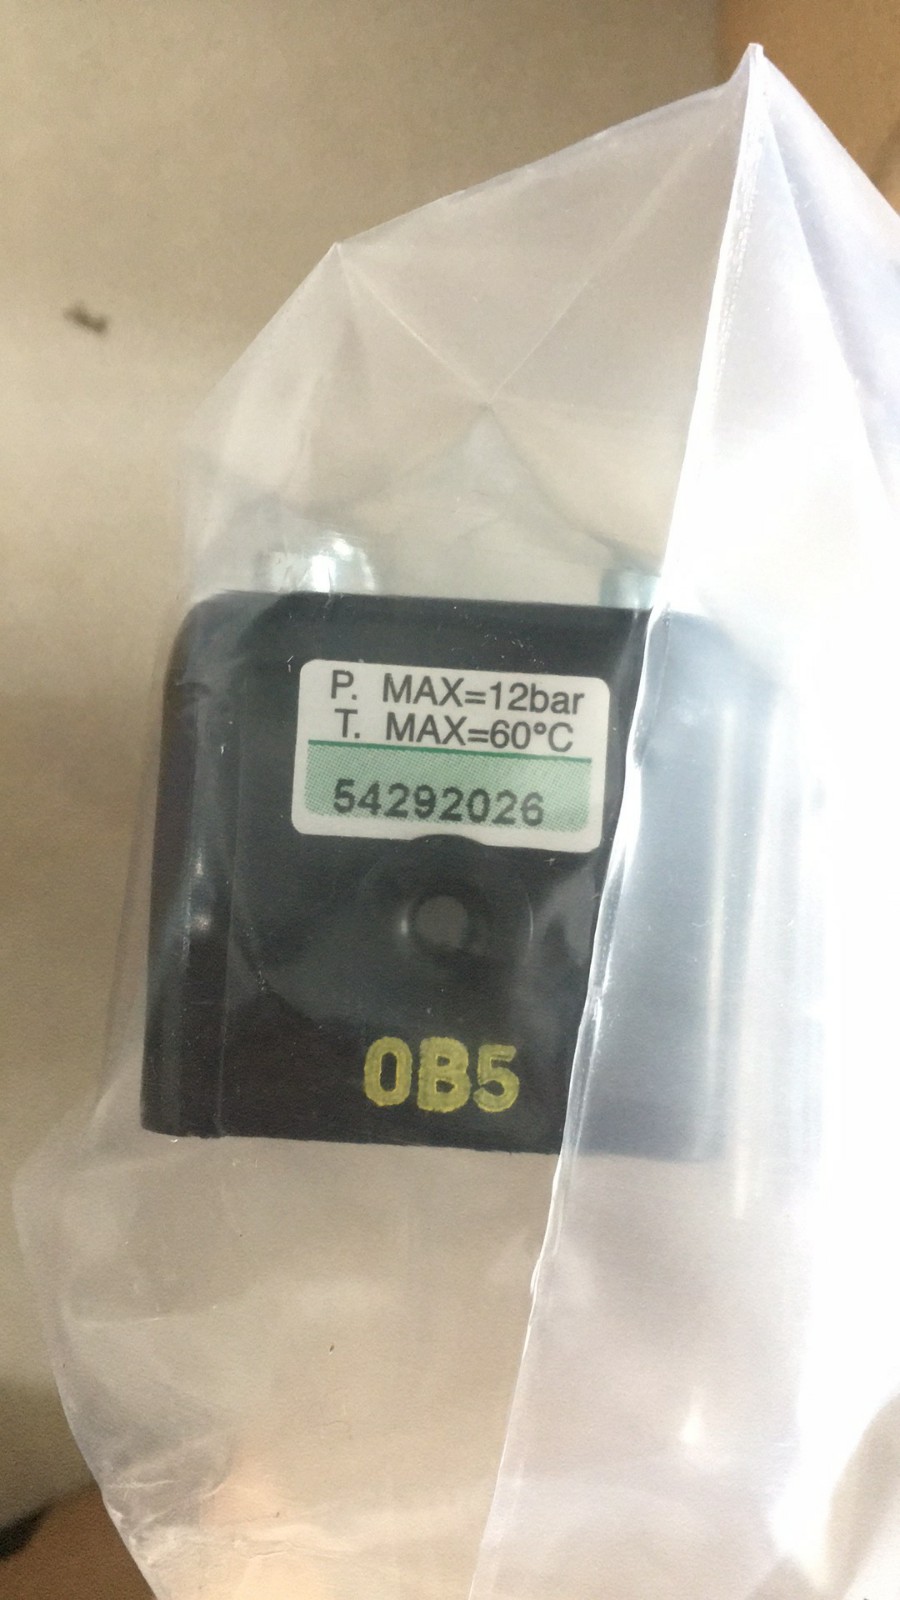 P. MAX=12bar
T. MAX=60°C
54292026
0B5